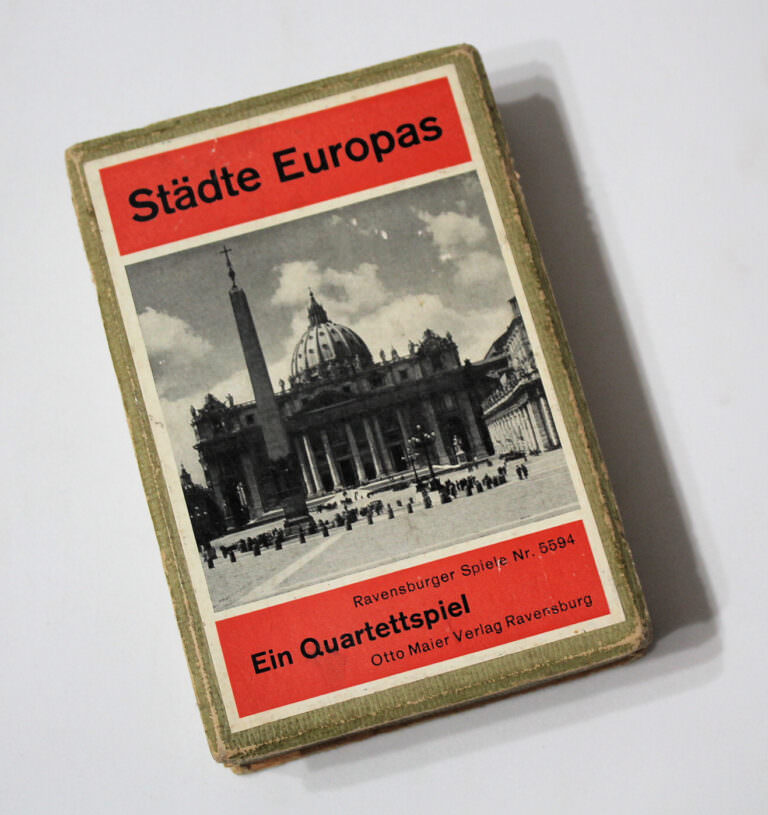 Städte Europas
Ravensburger Spiele Nr. 5594
Ein Quartettspiel
Otto Maier Verlag Ravensburg